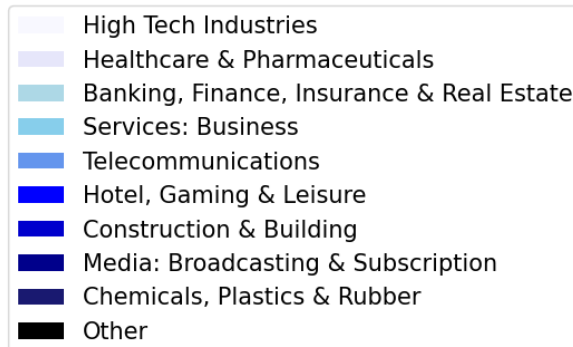 High Tech Industries
Healthcare & Pharmaceuticals
Banking, Finance, Insurance & Real Estate
Services: Business
Telecommunications
Hotel, Gaming & Leisure
Construction & Building
Media: Broadcasting & Subscription
Chemicals, Plastics & Rubber
Other